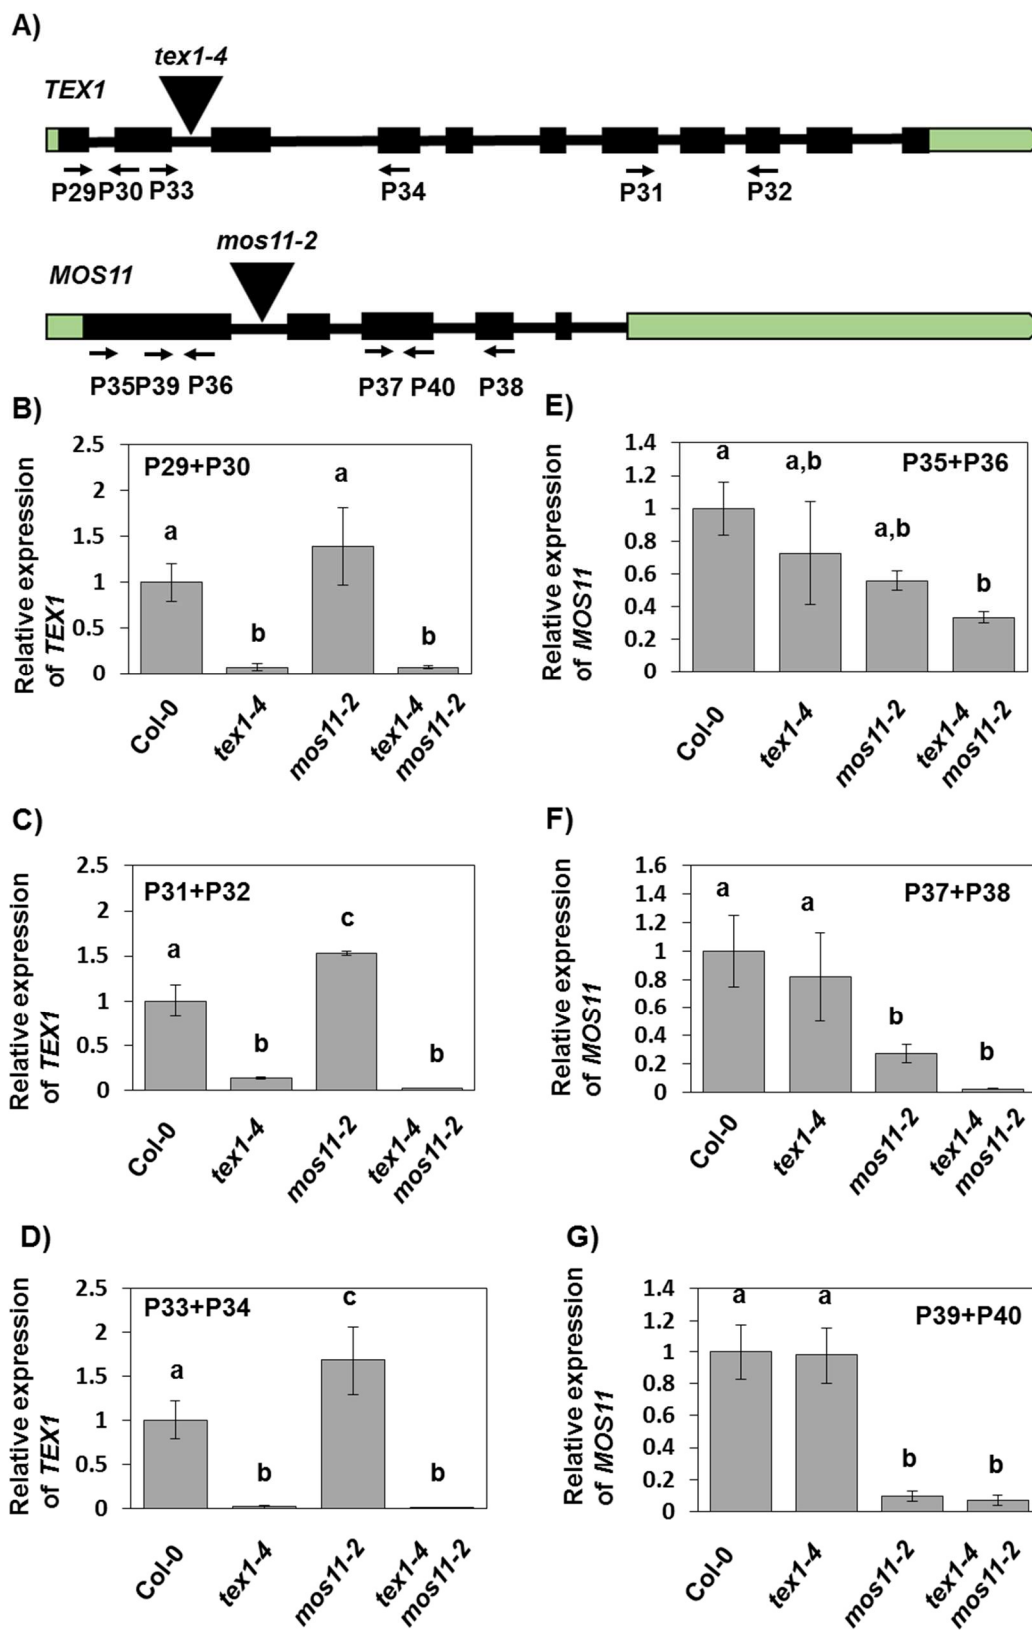 A)
tex1-4
TEX1
P29 P30 P33 P34 P31 P32
mos11-2
MOS11
P35 P39 P36 P37 P40 P38
B)
Relative expression
of TEX1
2.5
2
1.5
1
0.5
0
P29+P30
a
b
a
b
Col-0
tex1-4
mos11-2
tex1-4
mos11-2
E)
Relative expression
of MOS11
1.4
1.2
1
0.8
0.6
0.4
0.2
0
P35+P36
a
a,b
a,b
b
Col-0
tex1-4
mos11-2
tex1-4
mos11-2
C)
Relative expression
of TEX1
2.5
2
1.5
1
0.5
0
P31+P32
a
b
c
b
Col-0
tex1-4
mos11-2
tex1-4
mos11-2
F)
Relative expression
of MOS11
1.6
1.4
1.2
1
0.8
0.6
0.4
0.2
0
P37+P38
a
a
b
b
Col-0
tex1-4
mos11-2
tex1-4
mos11-2
D)
Relative expression
of TEX1
2.5
2
1.5
1
0.5
0
P33+P34
a
b
c
b
Col-0
tex1-4
mos11-2
tex1-4
mos11-2
G)
Relative expression
of MOS11
1.4
1.2
1
0.8
0.6
0.4
0.2
0
P39+P40
a
a
b
b
Col-0
tex1-4
mos11-2
tex1-4
mos11-2